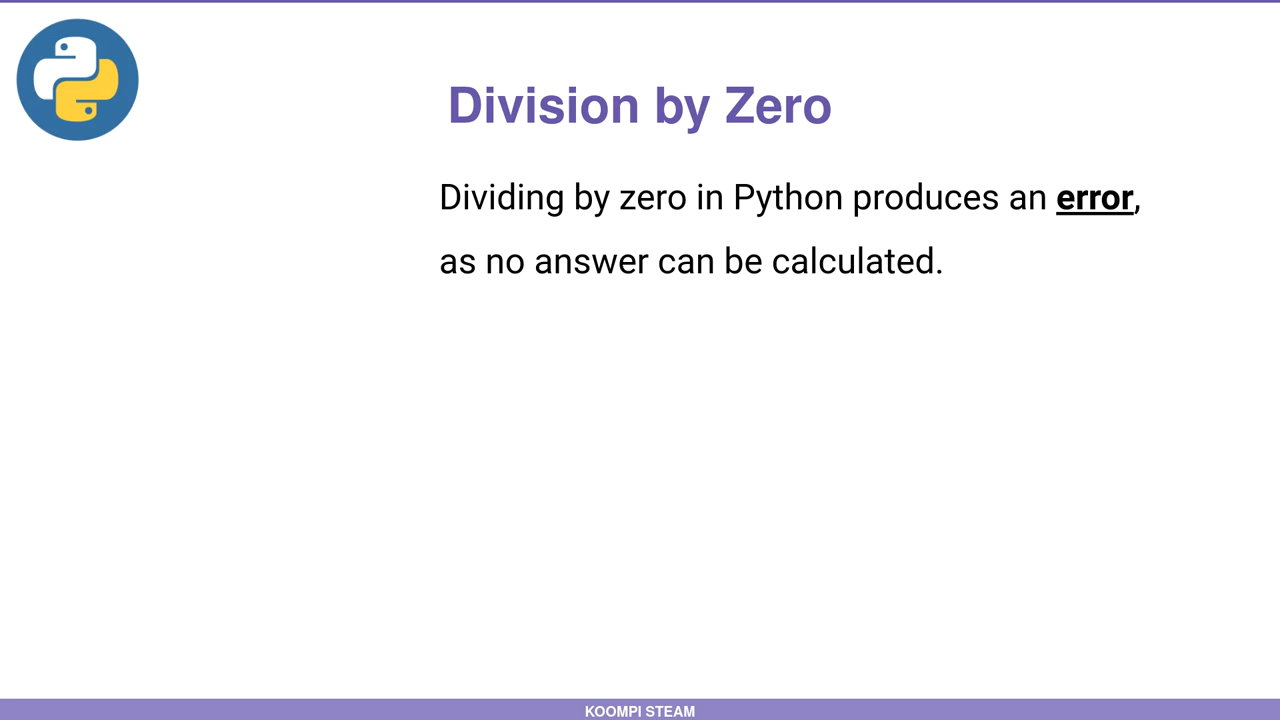 Division by Zero
Dividing by zero in Python produces an error,
as no answer can be calculated.
KOOMPI STEAM